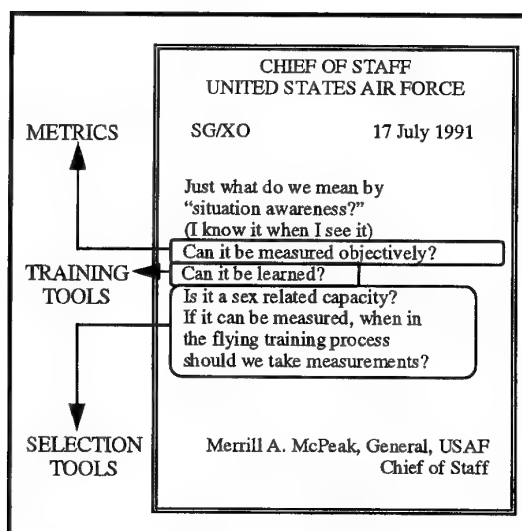 CHIEF OF STAFF
UNITED STATES AIR FORCE
METRICS
SG/XO 17 July 1991
Just what do we mean by
“situation awareness?”
(I know it when I see it)
Can it be measured objectively?
TRAINING
TOOLS
Can it be learned?
Is it a sex related capacity?
If it can be measured, when in
the flying training process
should we take measurements?
SELECTION
TOOLS
Merrill A. McPeak, General, USAF
Chief of Staff